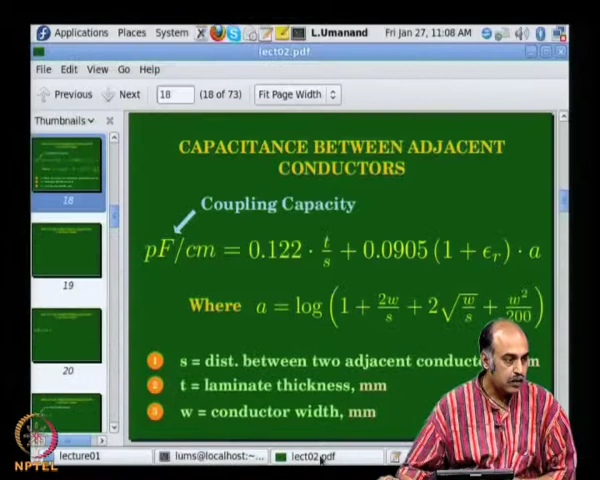 Applications Places System L.Umanand Fri Jan 27, 11:08 AM
lect02.pdf
File Edit View Go Help
Previous Next 18 (18 of 73) Fit Page Width
Thumbnails
18
19
20
CAPACITANCE BETWEEN ADJACENT
CONDUCTORS
Coupling Capacity
pF/cm = 0.122 · t/s + 0.0905 (1 + ϵr) · a
Where a = log (1 + 2w/s + 2√(w/s) + w²/200)
1 s = dist. between two adjacent
2 t = laminate thickness, mm
3 w = conductor width, mm
NPTEL
lecture01 lums@localhost:~... lect02.pdf